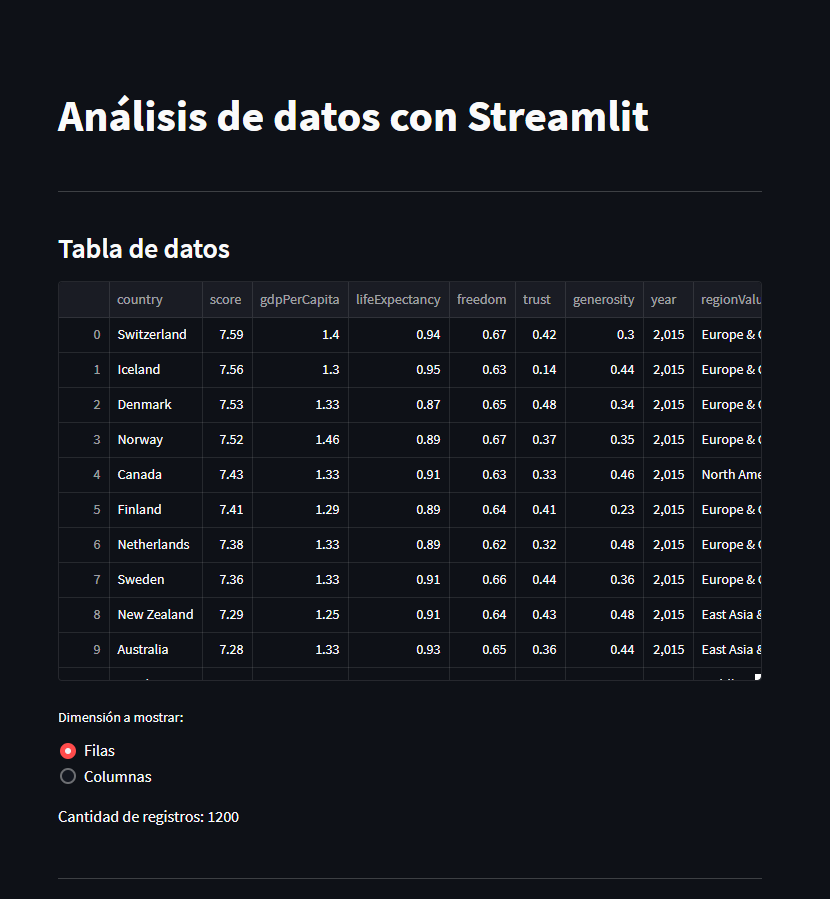 Análisis de datos con Streamlit
Tabla de datos
country score gdpPerCapita lifeExpectancy freedom trust generosity year regionValu
0 Switzerland 7.59 1.4 0.94 0.67 0.42 0.3 2,015 Europe &
1 Iceland 7.56 1.3 0.95 0.63 0.14 0.44 2,015 Europe &
2 Denmark 7.53 1.33 0.87 0.65 0.48 0.34 2,015 Europe &
3 Norway 7.52 1.46 0.89 0.67 0.37 0.35 2,015 Europe &
4 Canada 7.43 1.33 0.91 0.63 0.33 0.46 2,015 North Ame
5 Finland 7.41 1.29 0.89 0.64 0.41 0.23 2,015 Europe &
6 Netherlands 7.38 1.33 0.89 0.62 0.32 0.48 2,015 Europe &
7 Sweden 7.36 1.33 0.91 0.66 0.44 0.36 2,015 Europe &
8 New Zealand 7.29 1.25 0.91 0.64 0.43 0.48 2,015 East Asia &
9 Australia 7.28 1.33 0.93 0.65 0.36 0.44 2,015 East Asia &
Dimensión a mostrar:
Filas
Columnas
Cantidad de registros: 1200